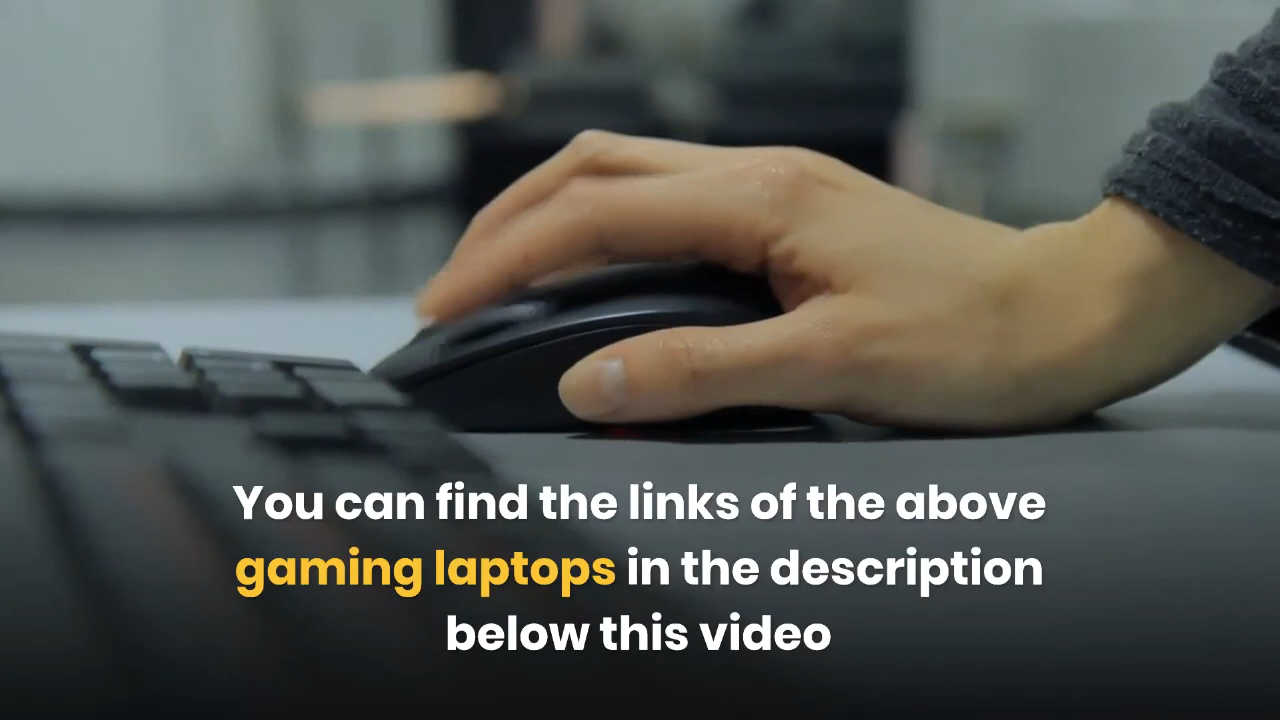 You can find the links of the above
gaming laptops in the description
below this video